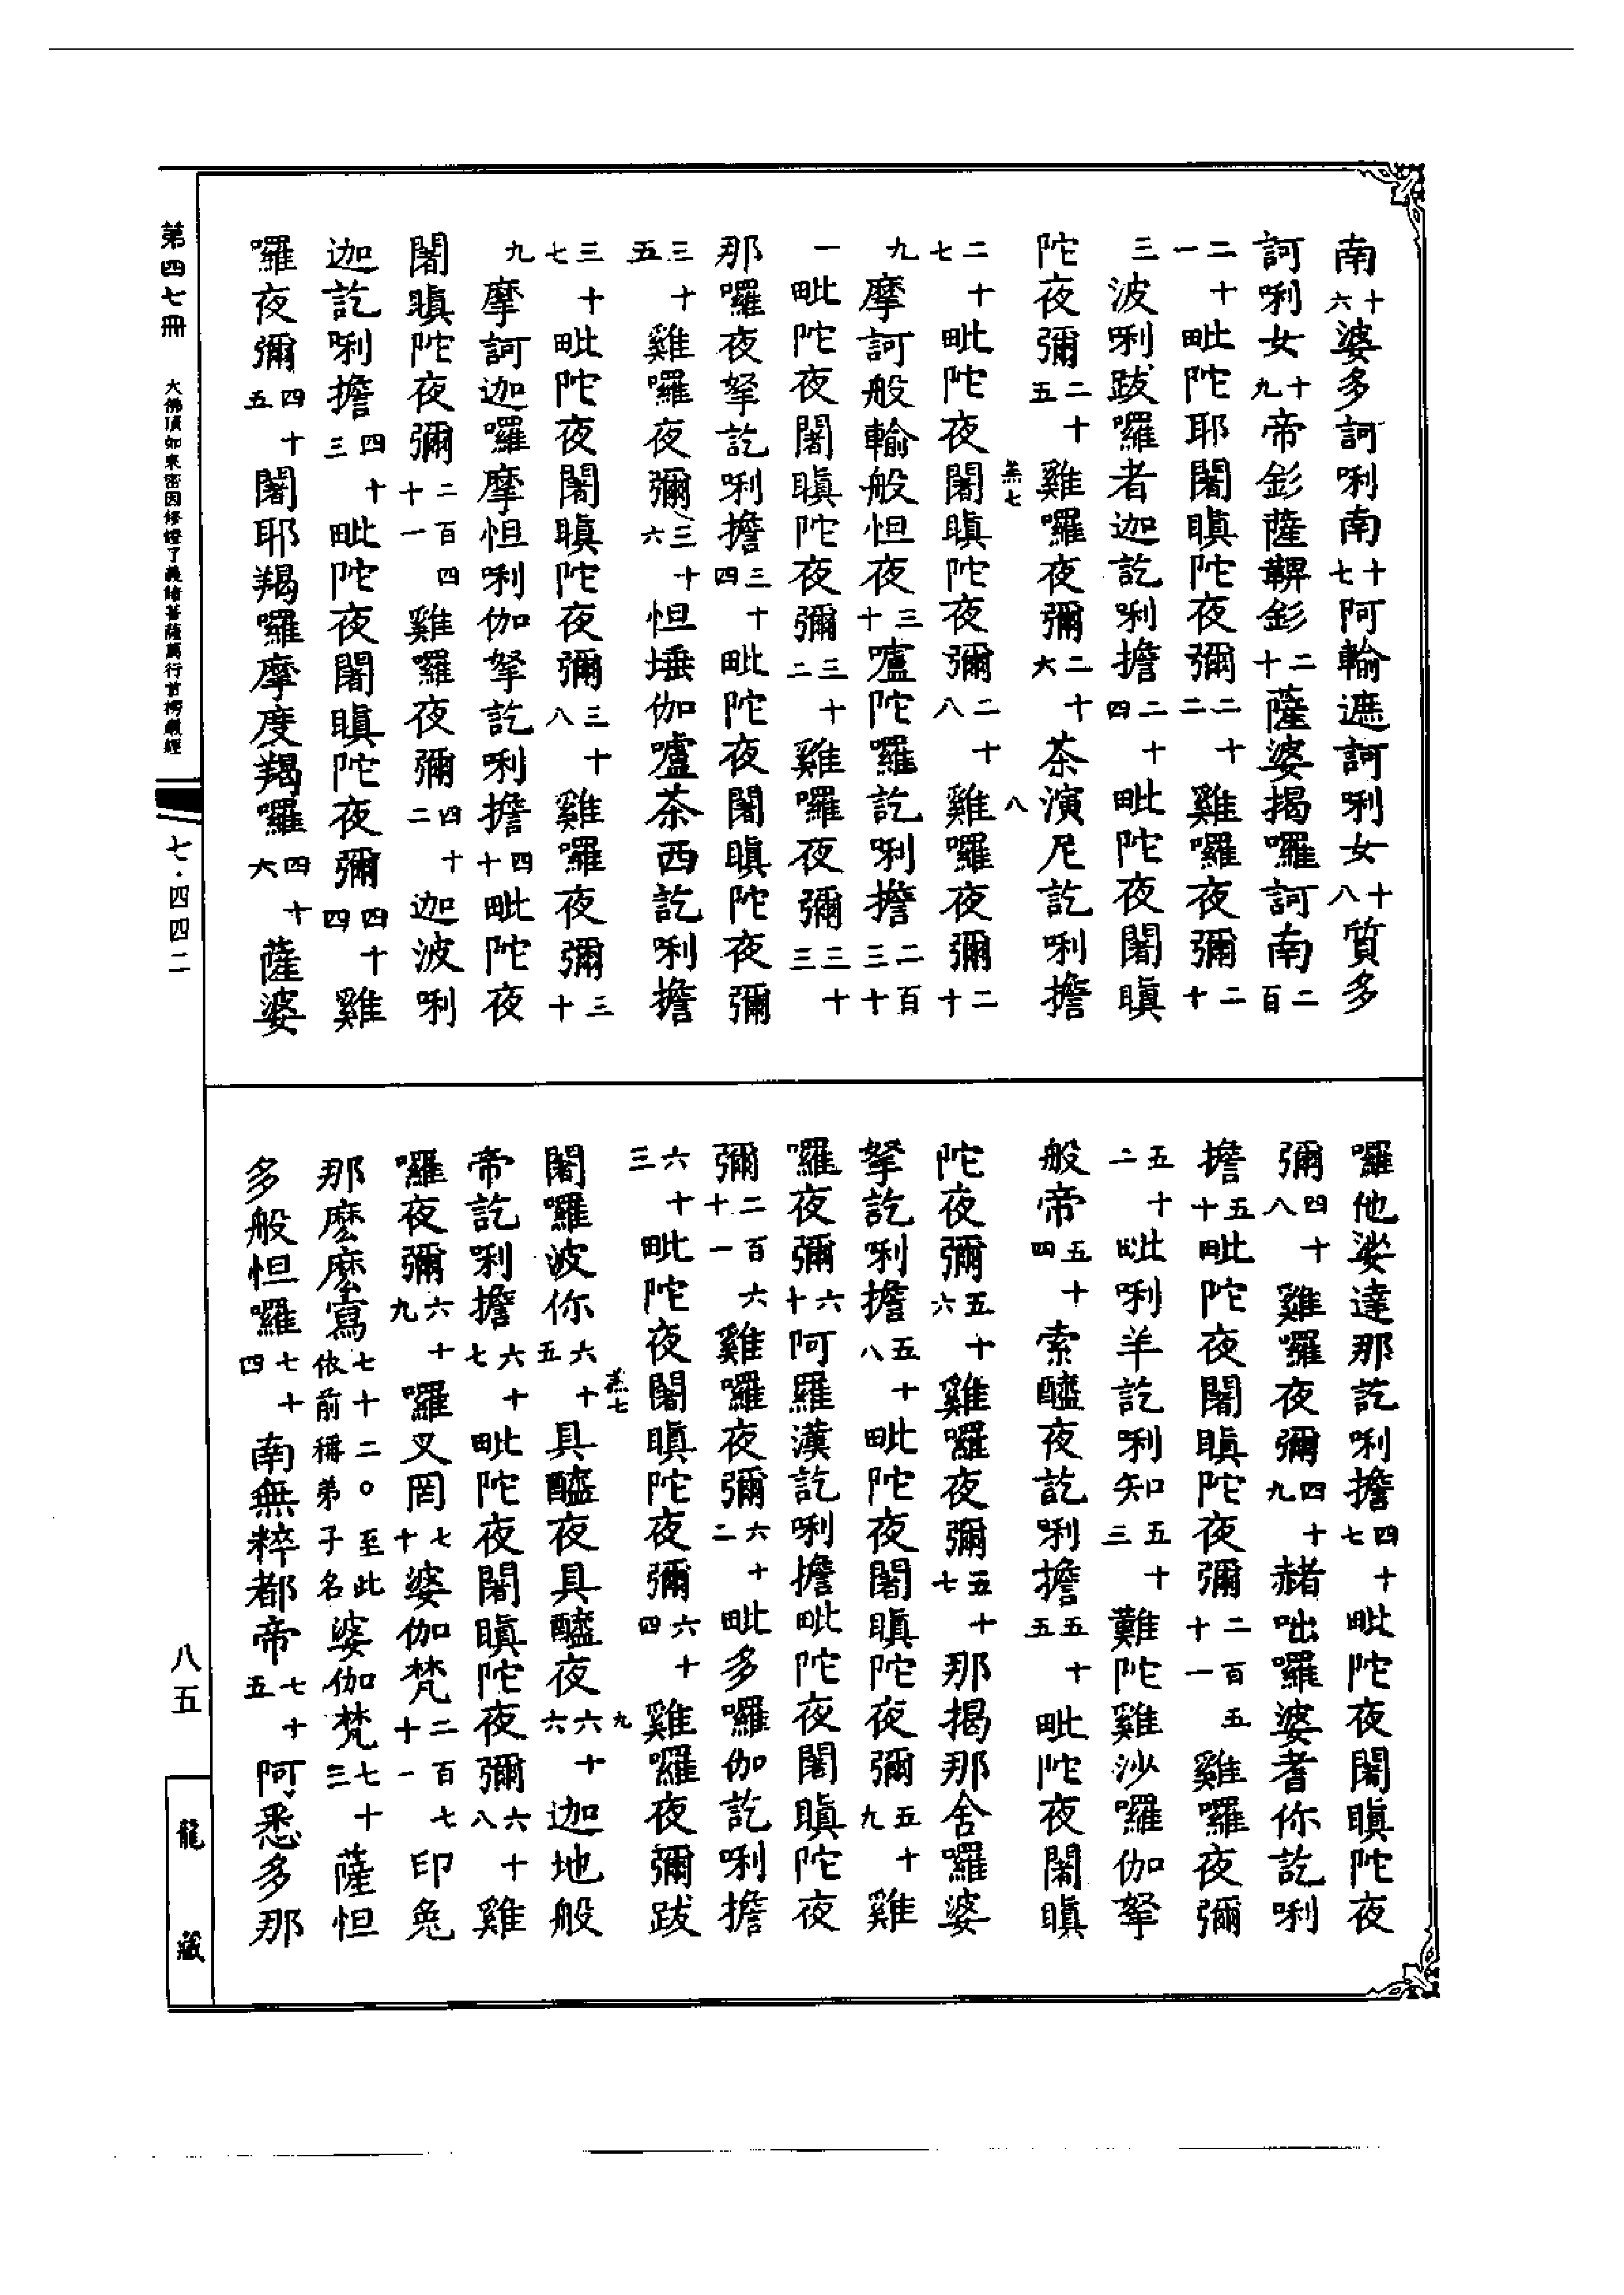 南十六婆多訶唎南十七阿輸遮訶唎女十八質多
訶唎女十九帝釤薩鞞釤二十薩婆揭囉訶南二百
二十一毗陀耶闍瞋陀夜彌二十二雞囉夜彌二十
三波唎跋囉者迦訖唎擔二十四毗陀夜闍瞋
陀夜彌二十五雞囉夜彌二十六茶演尼訖唎擔
二十七毗陀夜闍瞋陀夜彌二十八雞囉夜彌二十
九摩訶般輸般怛夜三十嚧陀囉訖唎擔二百三十
一毗陀夜闍瞋陀夜彌三十二雞囉夜彌三十三
那囉夜拏訖唎擔三十四毗陀夜闍瞋陀夜彌
三十五雞囉夜彌三十六怛埵伽嚧茶西訖唎擔
三十七毗陀夜闍瞋陀夜彌三十八雞囉夜彌三十
九摩訶迦囉摩怛唎伽拏訖唎擔四十毗陀夜
闍瞋陀夜彌二百四十一雞囉夜彌四十二迦波唎
迦訖唎擔四十三毗陀夜闍瞋陀夜彌四十四雞
囉夜彌四十五闍耶羯囉摩度羯囉四十六薩婆
囉他娑達那訖唎擔四十七毗陀夜闍瞋陀夜
彌四十八雞囉夜彌四十九赭咄囉婆耆你訖唎
擔五十毗陀夜闍瞋陀夜彌二百五十一雞囉夜彌
五十二毗唎羊訖唎知五十三難陀雞沙囉伽拏
般帝五十四索醯夜訖唎擔五十五毗陀夜闍瞋
陀夜彌五十六雞囉夜彌五十七那揭那舍囉婆
拏訖唎擔五十八毗陀夜闍瞋陀夜彌五十九雞
囉夜彌六十阿羅漢訖唎擔毗陀夜闍瞋陀夜
彌二百六十一雞囉夜彌六十二毗多囉伽訖唎擔
六十三毗陀夜闍瞋陀夜彌六十四雞囉夜彌跋
闍囉波你六十五具醯夜具醯夜六十六迦地般
帝訖唎擔六十七毗陀夜闍瞋陀夜彌六十八雞
囉夜彌六十九囉叉罔七十婆伽梵二百七十一印兔
那麽麽寫七十二。至此依前稱弟子名婆伽梵七十三薩怛
多般怛囉七十四南無粹都帝七十五阿悉多那
羔七
八
羔七
九
第四七冊
大佛頂如來密因修證了義諸菩薩萬行首楞嚴經
七·四四二
八五
龍藏